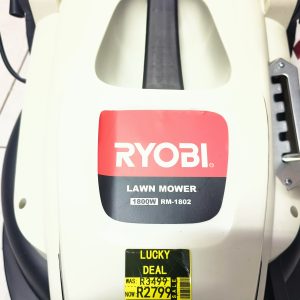 RYOBI
LAWN MOWER
1800W RM-1802
LUCKY
DEAL
WAS: R3499
NOW R2799